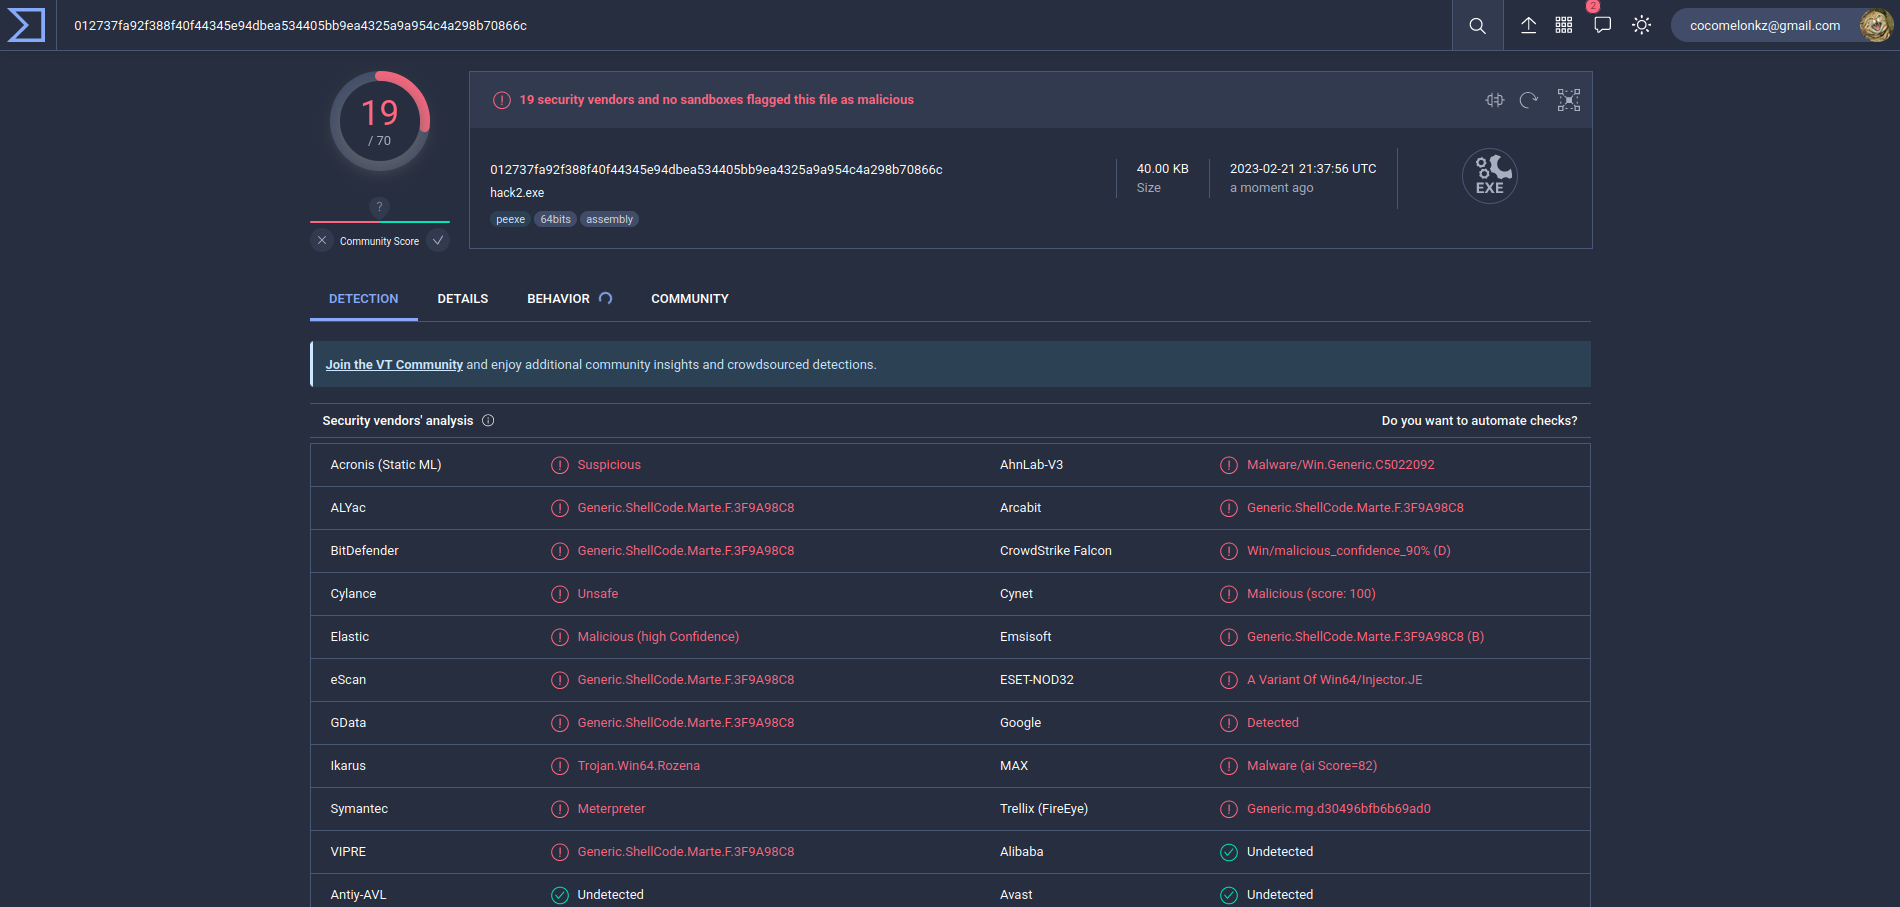 012737fa92f388f40f44345e94dbea534405bb9ea4325a9a954c4a298b70866c
2
cocomelonkz@gmail.com
19
/ 70
?
Community Score
19 security vendors and no sandboxes flagged this file as malicious
012737fa92f388f40f44345e94dbea534405bb9ea4325a9a954c4a298b70866c
hack2.exe
peexe 64bits assembly
40.00 KB
Size
2023-02-21 21:37:56 UTC
a moment ago
EXE
DETECTION DETAILS BEHAVIOR COMMUNITY
Join the VT Community and enjoy additional community insights and crowdsourced detections.
Security vendors' analysis Do you want to automate checks?
Acronis (Static ML) Suspicious AhnLab-V3 Malware/Win.Generic.C5022092
ALYac Generic.ShellCode.Marte.F.3F9A98C8 Arcabit Generic.ShellCode.Marte.F.3F9A98C8
BitDefender Generic.ShellCode.Marte.F.3F9A98C8 CrowdStrike Falcon Win/malicious_confidence_90% (D)
Cylance Unsafe Cynet Malicious (score: 100)
Elastic Malicious (high Confidence) Emsisoft Generic.ShellCode.Marte.F.3F9A98C8 (B)
eScan Generic.ShellCode.Marte.F.3F9A98C8 ESET-NOD32 A Variant Of Win64/Injector.JE
GData Generic.ShellCode.Marte.F.3F9A98C8 Google Detected
Ikarus Trojan.Win64.Rozena MAX Malware (ai Score=82)
Symantec Meterpreter Trellix (FireEye) Generic.mg.d30496bfb6b69ad0
VIPRE Generic.ShellCode.Marte.F.3F9A98C8 Alibaba Undetected
Antiy-AVL Undetected Avast Undetected